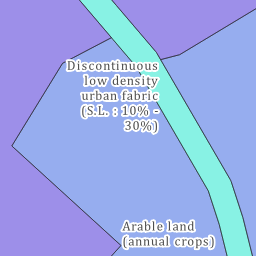 Discontinuous
low density
urban fabric
(S.L. : 10% -
30%)
Arable land
(annual crops)